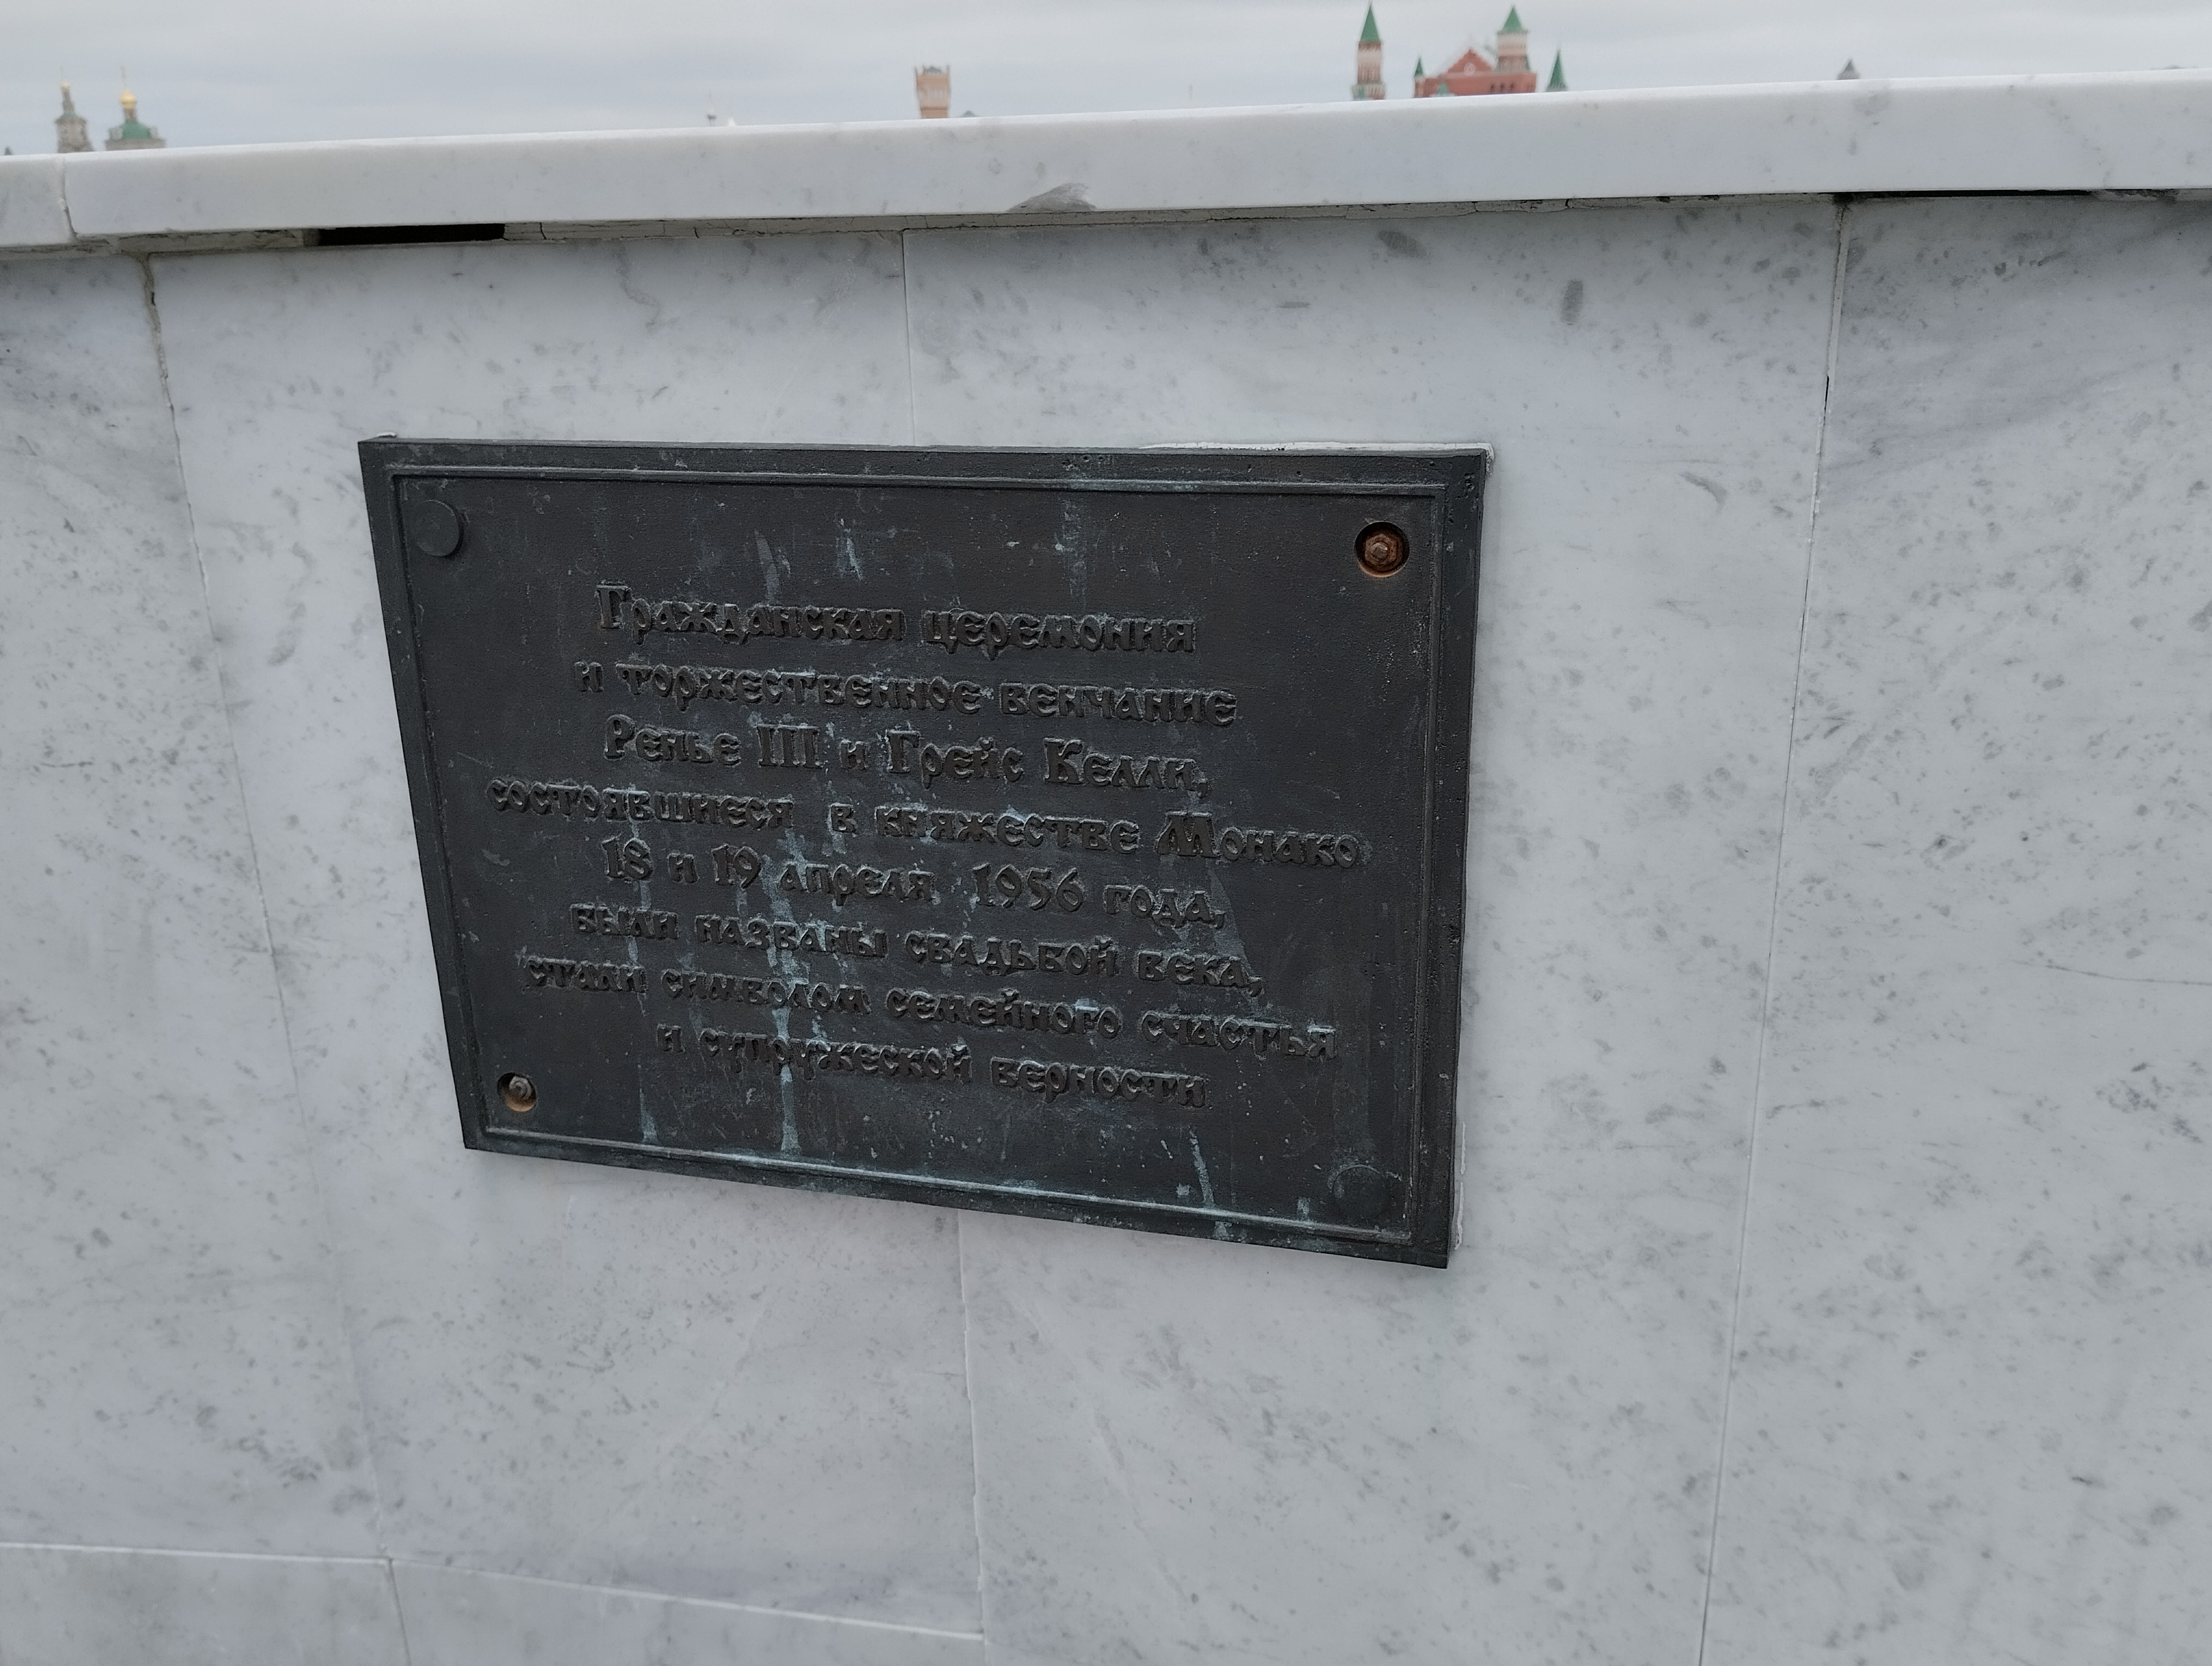 Гражданская церемония
и торжественное венчание
Ренье III и Грейс Келли,
состоявшиеся в княжестве Монако
18 и 19 апреля 1956 года,
были названы свадьбой века,
стали символом семейного счастья
и супружеской верности.